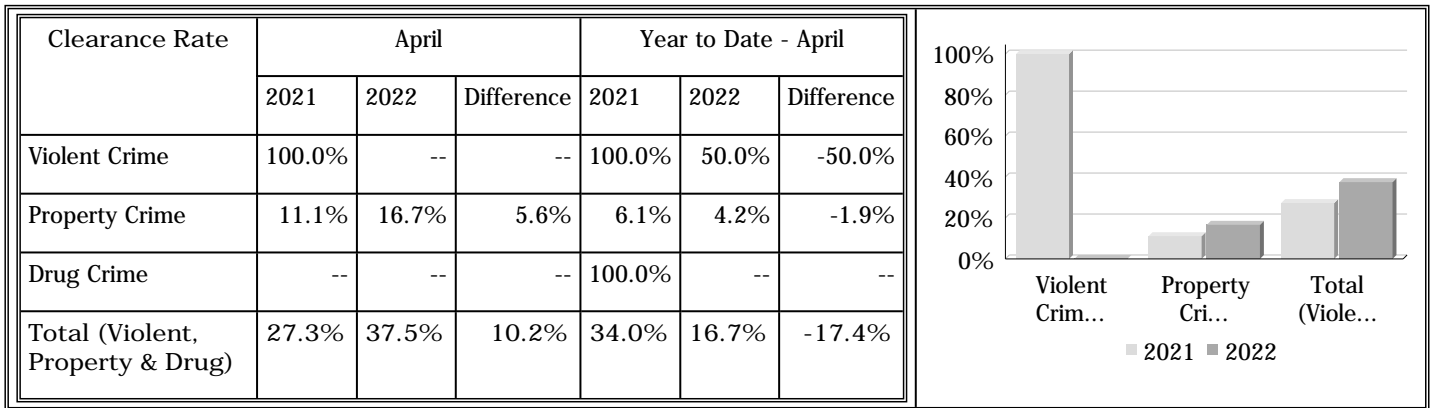 Clearance Rate April Year to Date - April
2021 2022 Difference 2021 2022 Difference
Violent Crime 100.0% -- -- 100.0% 50.0% -50.0%
Property Crime 11.1% 16.7% 5.6% 6.1% 4.2% -1.9%
Drug Crime -- -- -- 100.0% -- --
Total (Violent, 27.3% 37.5% 10.2% 34.0% 16.7% -17.4%
Property & Drug)
100%
80%
60%
40%
20%
0%
Violent Property Total
Crim... Cri... (Viole...
2021 2022